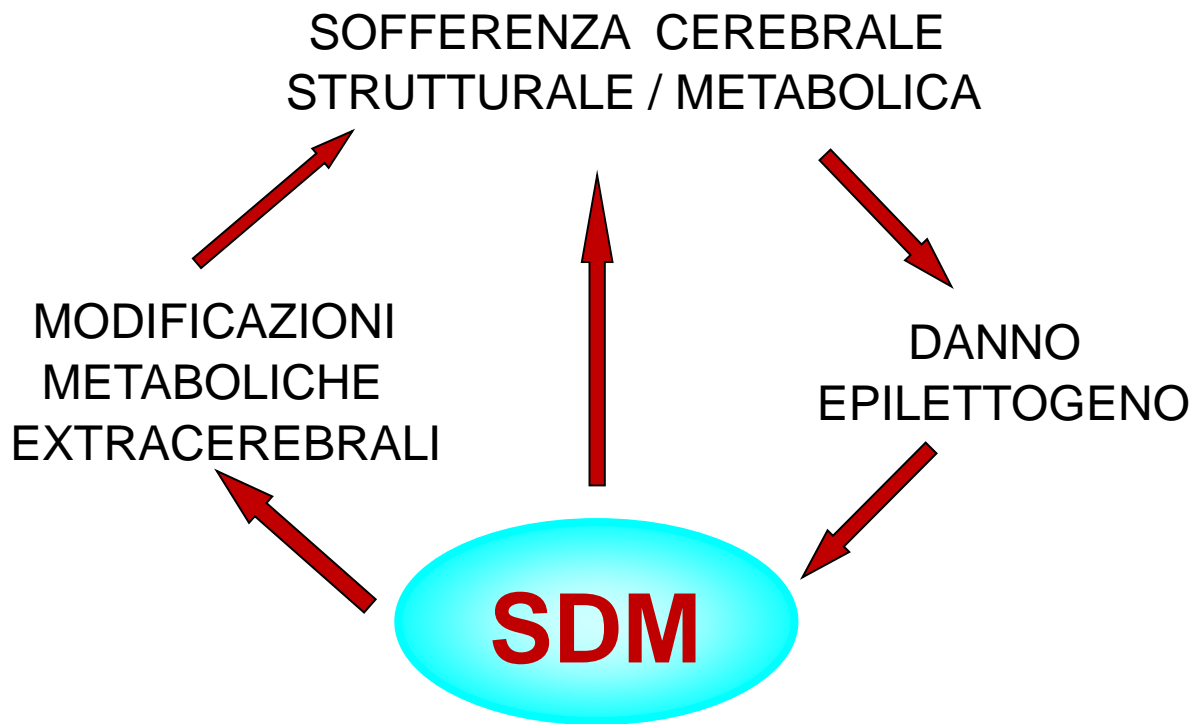 SOFFERENZA CEREBRALE
STRUTTURALE / METABOLICA
MODIFICAZIONI
METABOLICHE
EXTRACEREBRALI
DANNO
EPILETTOGENO
SDM